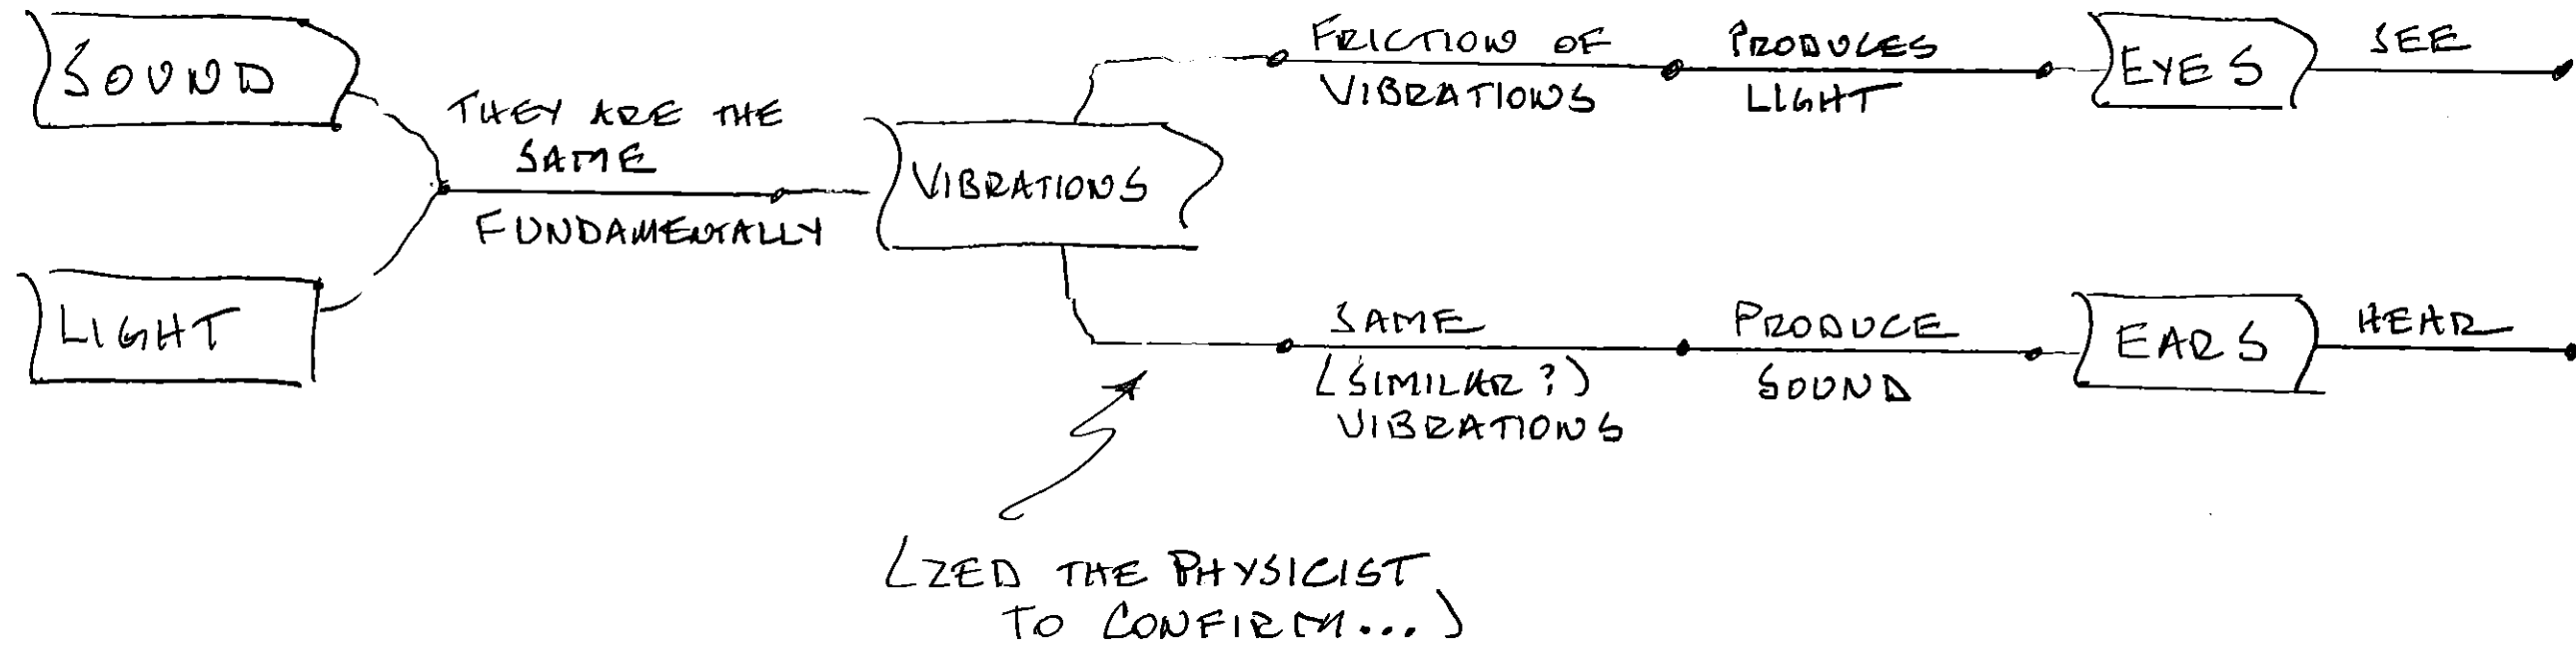 SOUND
THEY ARE THE
SAME
FUNDAMENTALLY
LIGHT
VIBRATIONS
FRICTION OF
VIBRATIONS
PRODUCES
LIGHT
EYES
SEE
SAME
(SIMILAR?)
VIBRATIONS
PRODUCE
SOUND
EARS
HEAR
(ZED THE PHYSICIST
TO CONFIRM...)